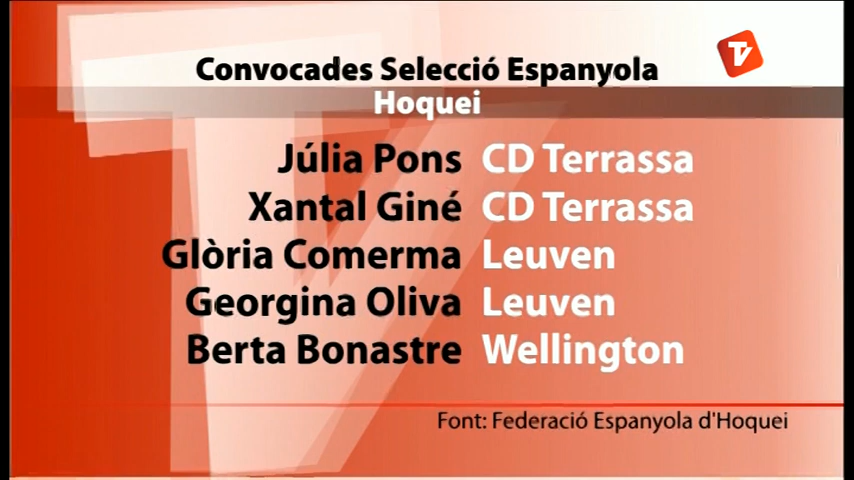 Convocades Selecció Espanyola
TV
Hoquei
Júlia Pons CD Terrassa
Xantal Giné CD Terrassa
Glòria Comerma Leuven
Georgina Oliva Leuven
Berta Bonastre Wellington
Font: Federació Espanyola d'Hoquei